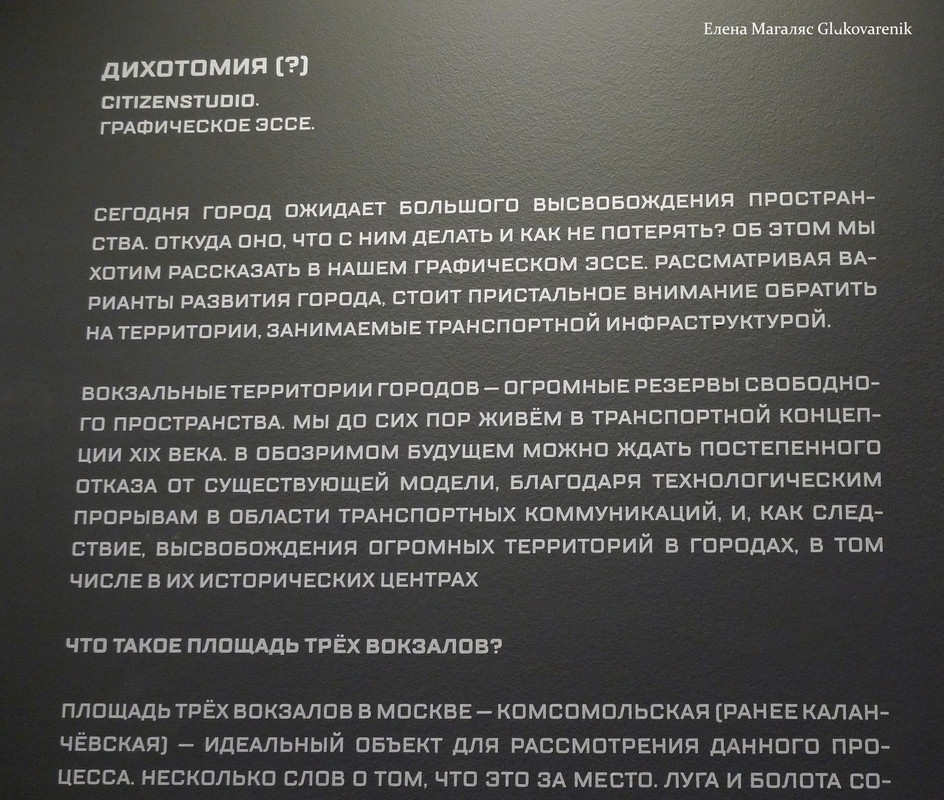 Елена Магаляс Glukovarenik
ДИХОТОМИЯ (?)
CITIZENSTUDIO.
ГРАФИЧЕСКОЕ ЭССЕ.
СЕГОДНЯ ГОРОД ОЖИДАЕТ БОЛЬШОГО ВЫСВОБОЖДЕНИЯ ПРОСТРАН-
СТВА. ОТКУДА ОНО, ЧТО С НИМ ДЕЛАТЬ И КАК НЕ ПОТЕРЯТЬ? ОБ ЭТОМ МЫ
ХОТИМ РАССКАЗАТЬ В НАШЕМ ГРАФИЧЕСКОМ ЭССЕ. РАССМАТРИВАЯ ВА-
РИАНТЫ РАЗВИТИЯ ГОРОДА, СТОИТ ПРИСТАЛЬНОЕ ВНИМАНИЕ ОБРАТИТЬ
НА ТЕРРИТОРИИ, ЗАНИМАЕМЫЕ ТРАНСПОРТНОЙ ИНФРАСТРУКТУРОЙ.
ВОКЗАЛЬНЫЕ ТЕРРИТОРИИ ГОРОДОВ — ОГРОМНЫЕ РЕЗЕРВЫ СВОБОДНО-
ГО ПРОСТРАНСТВА. МЫ ДО СИХ ПОР ЖИВЁМ В ТРАНСПОРТНОЙ КОНЦЕП-
ЦИИ XIX ВЕКА. В ОБОЗРИМОМ БУДУЩЕМ МОЖНО ЖДАТЬ ПОСТЕПЕННОГО
ОТКАЗА ОТ СУЩЕСТВУЮЩЕЙ МОДЕЛИ, БЛАГОДАРЯ ТЕХНОЛОГИЧЕСКИМ
ПРОРЫВАМ В ОБЛАСТИ ТРАНСПОРТНЫХ КОММУНИКАЦИЙ, И, КАК СЛЕД-
СТВИЕ, ВЫСВОБОЖДЕНИЯ ОГРОМНЫХ ТЕРРИТОРИЙ В ГОРОДАХ, В ТОМ
ЧИСЛЕ В ИХ ИСТОРИЧЕСКИХ ЦЕНТРАХ
ЧТО ТАКОЕ ПЛОЩАДЬ ТРЁХ ВОКЗАЛОВ?
ПЛОЩАДЬ ТРЁХ ВОКЗАЛОВ В МОСКВЕ — КОМСОМОЛЬСКАЯ (РАНЕЕ КАЛАН-
ЧЁВСКАЯ) — ИДЕАЛЬНЫЙ ОБЪЕКТ ДЛЯ РАССМОТРЕНИЯ ДАННОГО ПРО-
ЦЕССА. НЕСКОЛЬКО СЛОВ О ТОМ, ЧТО ЭТО ЗА МЕСТО. ЛУГА И БОЛОТА СО-